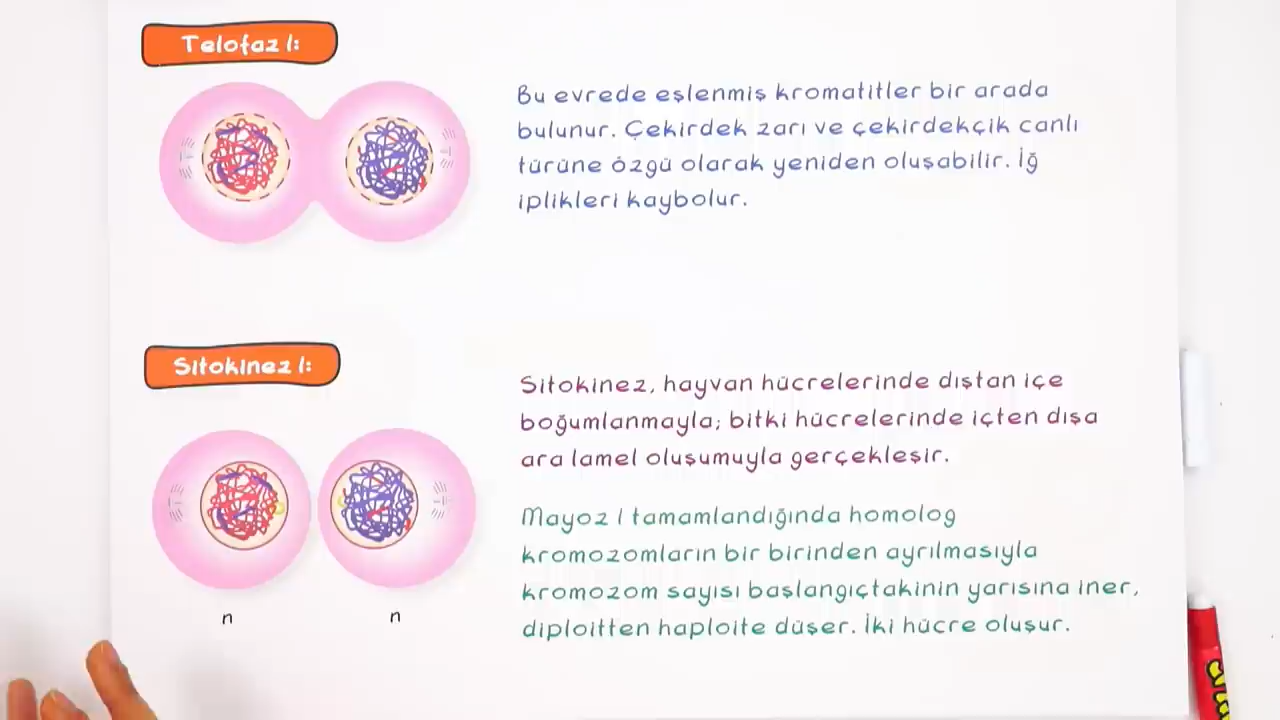 Telofaz I:
Bu evrede eşlenmiş kromatitler bir arada
bulunur. Çekirdek zarı ve çekirdekçik canlı
türüne özgü olarak yeniden oluşabilir. İğ
iplikleri kaybolur.
Sitokinez I:
Sitokinez, hayvan hücrelerinde dıştan içe
boğumlanmayla; bitki hücrelerinde içten dışa
ara lamel oluşumuyla gerçekleşir.
Mayoz I tamamlandığında homolog
kromozomların bir birinden ayrılmasıyla
kromozom sayısı başlangıçtakinin yarısına iner,
diploitten haploite düşer. İki hücre oluşur.
n n